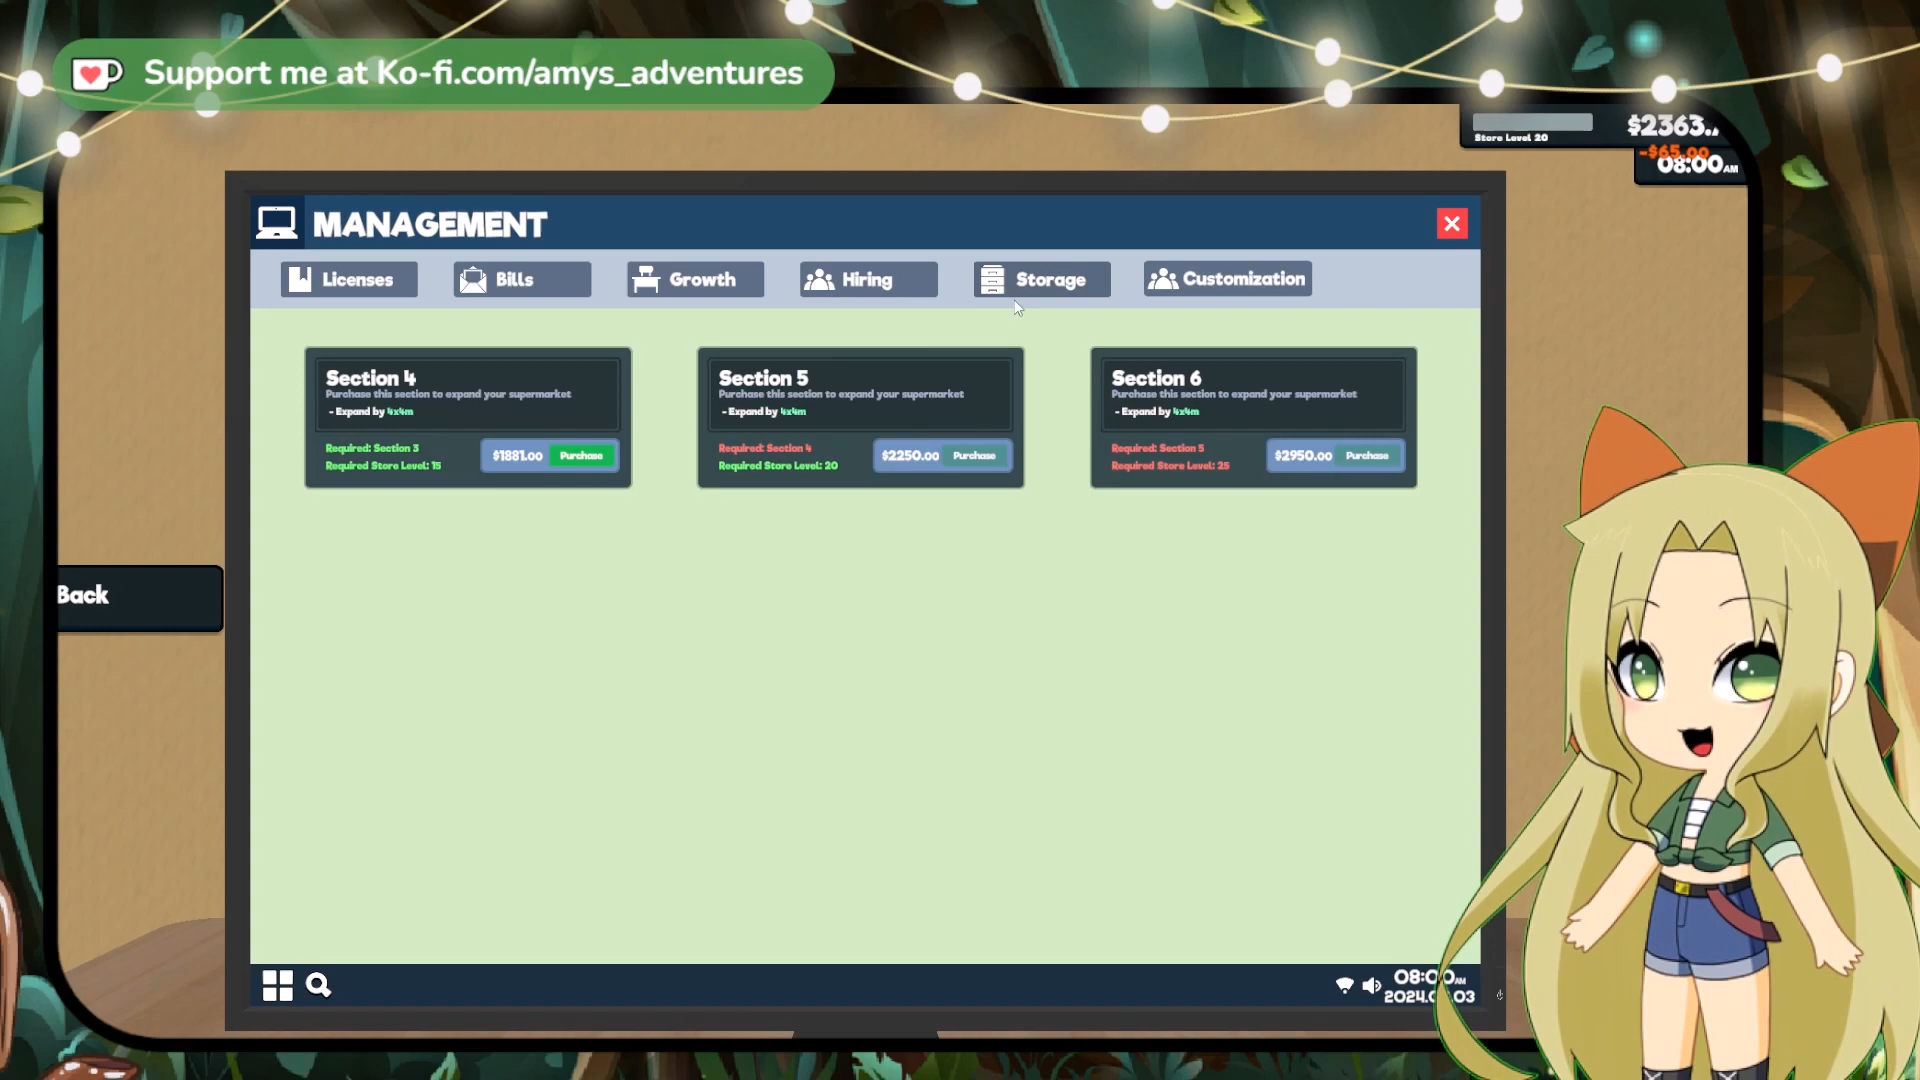 Support me at Ko-fi.com/amys_adventures
Store Level 20
$2363.
-$65.00
08:00AM
MANAGEMENT
Licenses
Bills
Growth
Hiring
Storage
Customization
Section 4
Purchase this section to expand your supermarket
- Expand by 4x4m
Required: Section 3
Required Store Level: 15
$1881.00
Purchase
Section 5
Purchase this section to expand your supermarket
- Expand by 4x4m
Required: Section 4
Required Store Level: 20
$2250.00
Purchase
Section 6
Purchase this section to expand your supermarket
- Expand by 4x4m
Required: Section 5
Required Store Level: 25
$2950.00
Purchase
Back
08:00AM